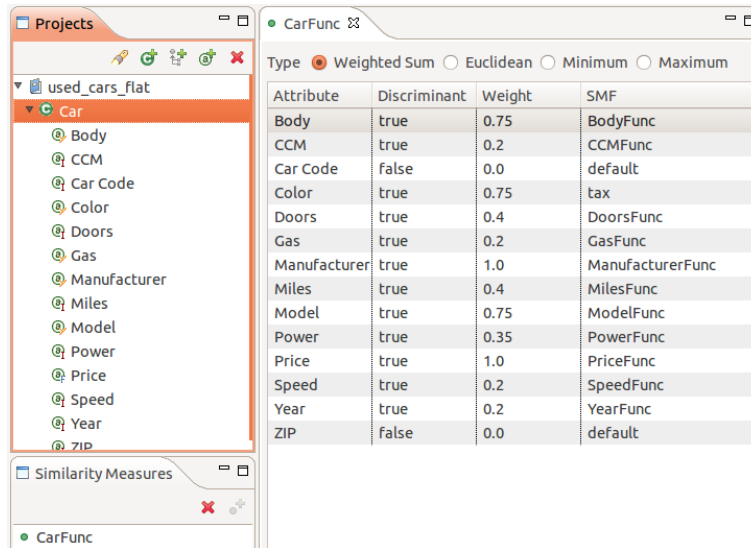 Projects
used_cars_flat
Car
Body
CCM
Car Code
Color
Doors
Gas
Manufacturer
Miles
Model
Power
Price
Speed
Year
ZIP
Similarity Measures
CarFunc
CarFunc
Type Weighted Sum Euclidean Minimum Maximum
Attribute Discriminant Weight SMF
Body true 0.75 BodyFunc
CCM true 0.2 CCMFunc
Car Code false 0.0 default
Color true 0.75 tax
Doors true 0.4 DoorsFunc
Gas true 0.2 GasFunc
Manufacturer true 1.0 ManufacturerFunc
Miles true 0.4 MilesFunc
Model true 0.75 ModelFunc
Power true 0.35 PowerFunc
Price true 1.0 PriceFunc
Speed true 0.2 SpeedFunc
Year true 0.2 YearFunc
ZIP false 0.0 default